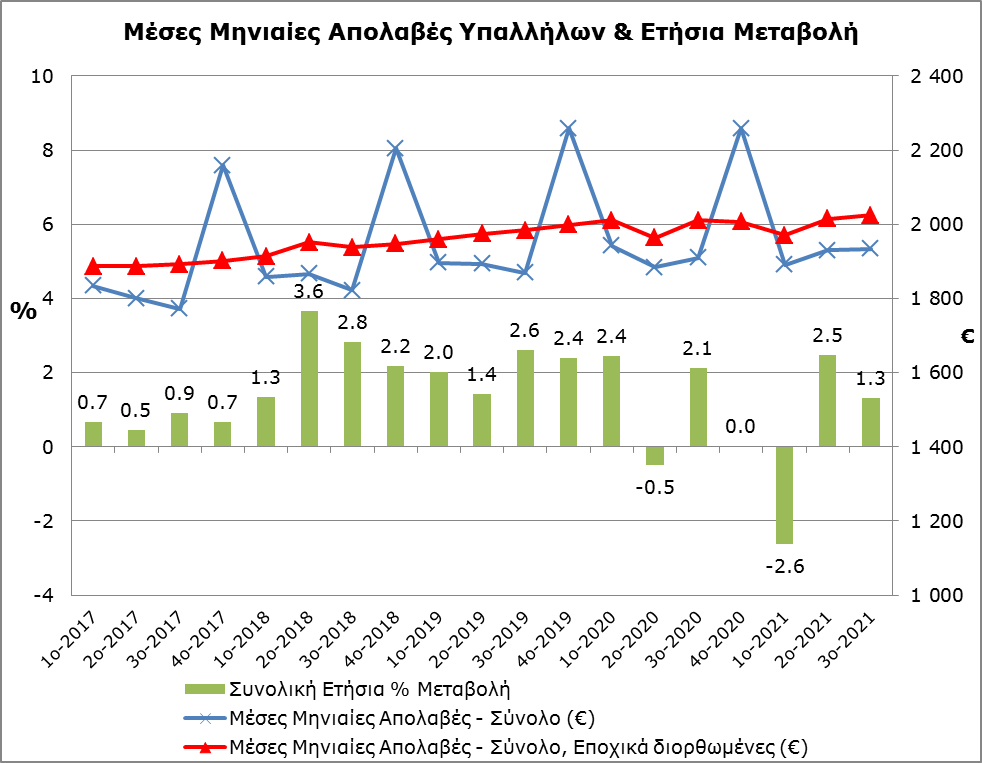 Μέσες Μηνιαίες Απολαβές Υπαλλήλων & Ετήσια Μεταβολή
10
8
6
4
2
0
-2
-4
%
2 400
2 200
2 000
1 800
1 600
1 400
1 200
1 000
€
0.7
0.5
0.9
0.7
1.3
3.6
2.8
2.2
2.0
1.4
2.6
2.4
2.4
-0.5
2.1
0.0
-2.6
2.5
1.3
1ο-2017
2ο-2017
3ο-2017
4ο-2017
1ο-2018
2ο-2018
3ο-2018
4ο-2018
1ο-2019
2ο-2019
3ο-2019
4ο-2019
1ο-2020
2ο-2020
3ο-2020
4ο-2020
1ο-2021
2ο-2021
3ο-2021
Συνολική Ετήσια % Μεταβολή
Μέσες Μηνιαίες Απολαβές - Σύνολο (€)
Μέσες Μηνιαίες Απολαβές - Σύνολο, Εποχικά διορθωμένες (€)